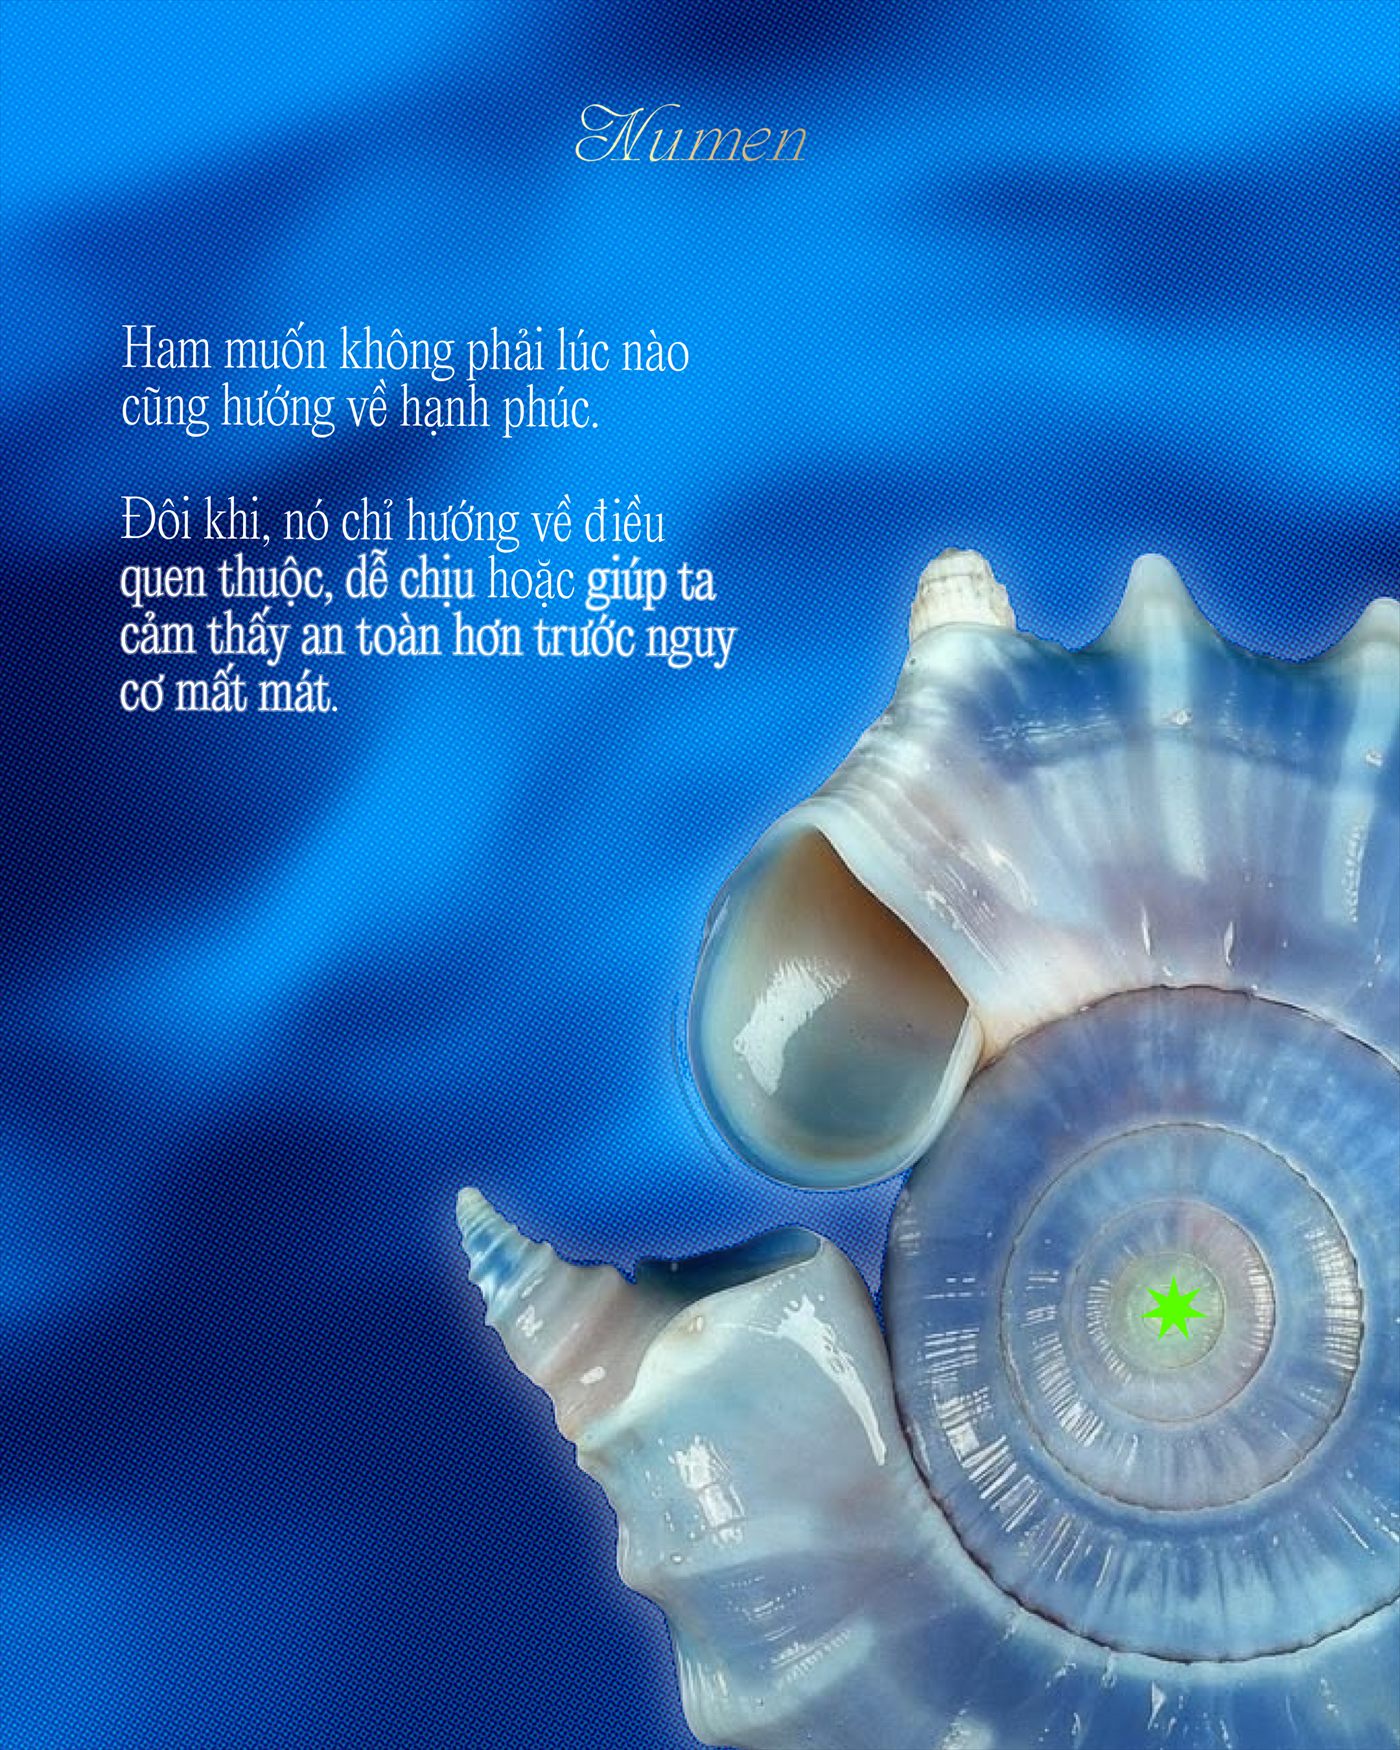 Numen
Ham muốn không phải lúc nào
cũng hướng về hạnh phúc.
Đôi khi, nó chỉ hướng về điều
quen thuộc, dễ chịu hoặc giúp ta
cảm thấy an toàn hơn trước nguy
cơ mất mát.